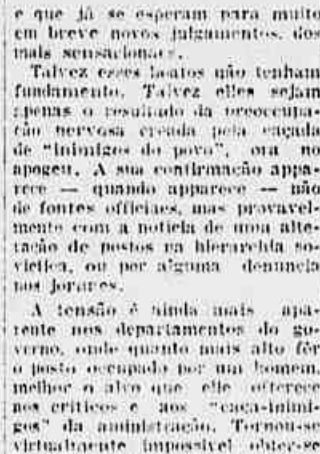 e que já se esperam para muito
em breve novos julgamentos, dos
mais sensacionaes.
Talvez esses boatos não tenham
fundamento. Talvez elles sejam
apenas o resultado da preoccupa-
ção nervosa creada pela caçada
de "inimigos do povo", ora no
apogeu. A sua confirmação appa-
rece — quando apparece — não
de fontes officiaes, mas provavel-
mente com a noticia de uma alte-
ração de postos na hierarchia so-
vietica, ou por alguma denuncia
nos jornaes.
A tensão é ainda mais apa-
rente nos departamentos do go-
verno, onde quanto mais alto fôr
o posto occupado por um homem,
melhor o alvo que elle offerece
aos criticos e aos "caça-inimi-
gos" da aministração. Tornou-se
virtualmente impossivel obter-se